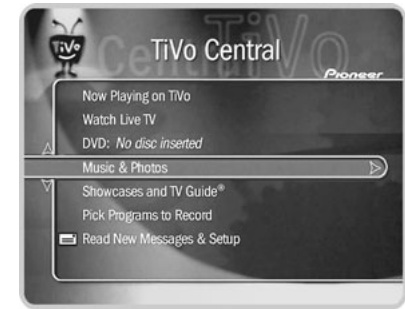 TiVo
TiVo Central
Pioneer
Now Playing on TiVo
Watch Live TV
DVD: No disc inserted
Music & Photos
Showcases and TV Guide®
Pick Programs to Record
Read New Messages & Setup